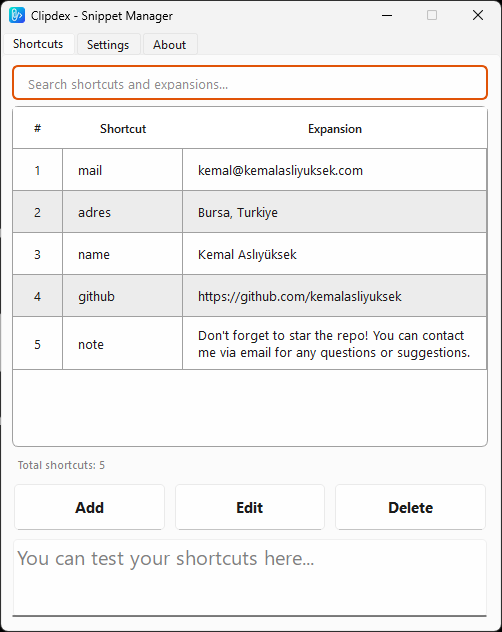 Clipdex - Snippet Manager
Shortcuts Settings About
Search shortcuts and expansions...
# Shortcut Expansion
1 mail kemal@kemalasliyuksek.com
2 adres Bursa, Turkiye
3 name Kemal Aslıyüksek
4 github https://github.com/kemalasliyuksek
5 note Don't forget to star the repo! You can contact
me via email for any questions or suggestions.
Total shortcuts: 5
Add Edit Delete
You can test your shortcuts here...